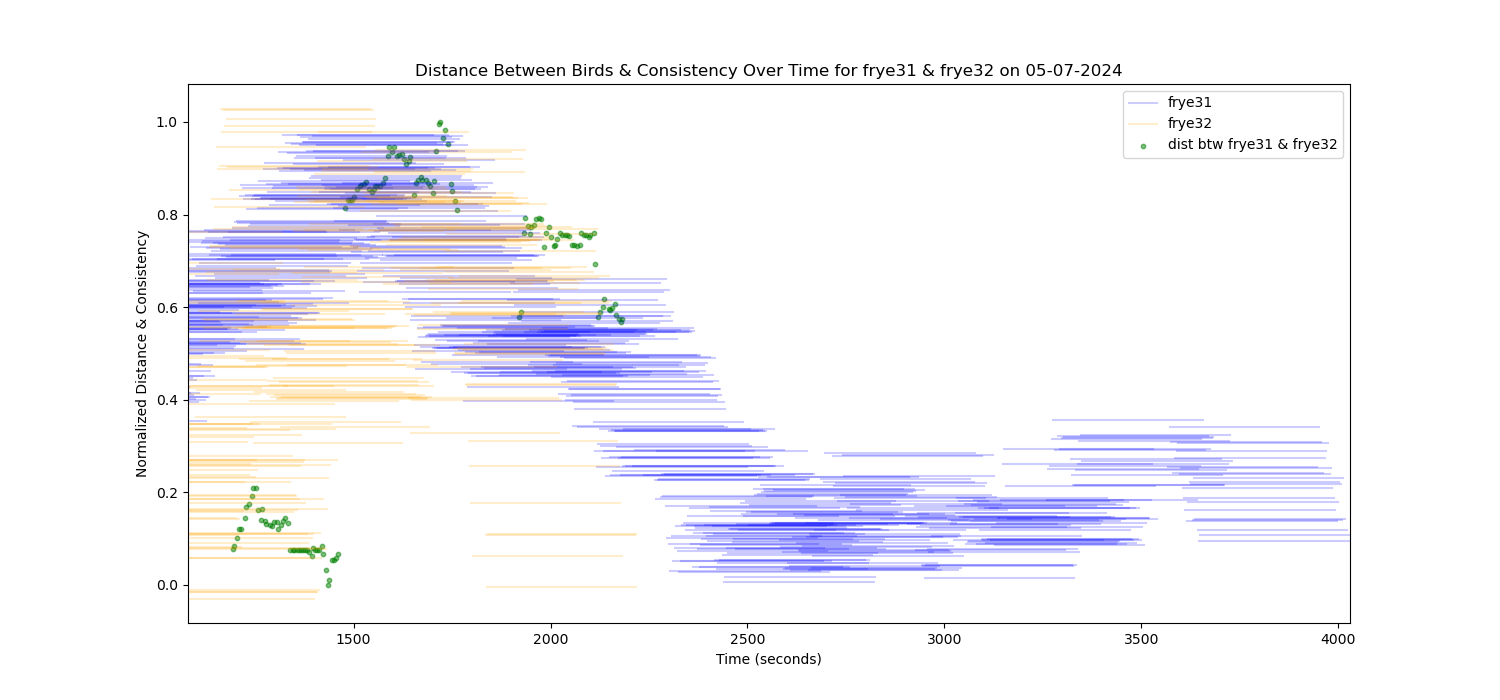 Distance Between Birds & Consistency Over Time for frye31 & frye32 on 05-07-2024
frye31
frye32
dist btw frye31 & frye32
Normalized Distance & Consistency
1.0
0.8
0.6
0.4
0.2
0.0
1500
2000
2500
3000
3500
4000
Time (seconds)